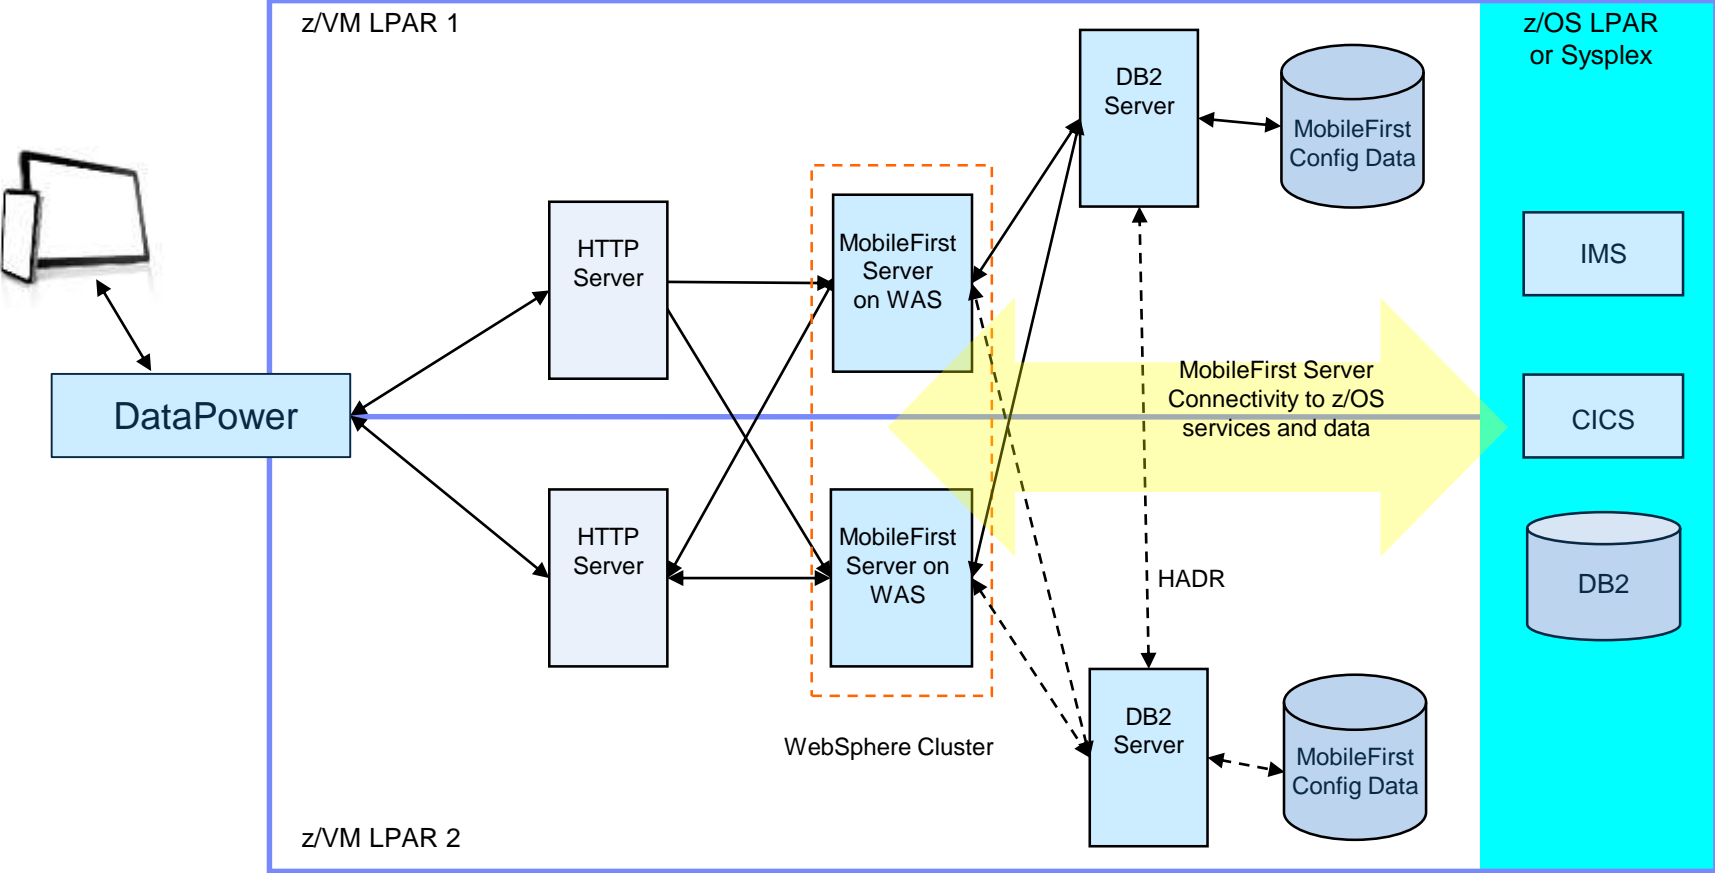 z/VM LPAR 1
z/OS LPAR
or Sysplex
DB2
Server
MobileFirst
Config Data
HTTP
Server
MobileFirst
Server
on WAS
IMS
DataPower
MobileFirst Server
Connectivity to z/OS
services and data
CICS
HTTP
Server
MobileFirst
Server on
WAS
HADR
DB2
DB2
Server
MobileFirst
Config Data
WebSphere Cluster
z/VM LPAR 2